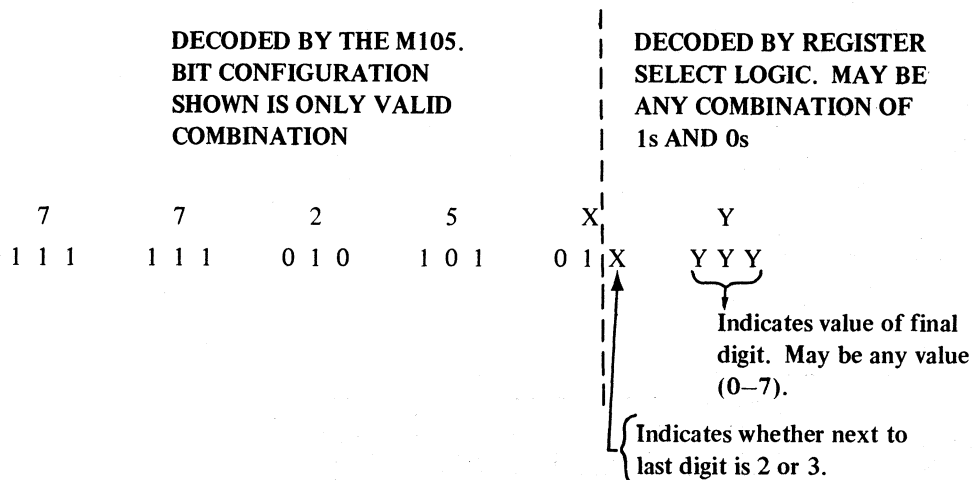 DECODED BY THE M105.
BIT CONFIGURATION
SHOWN IS ONLY VALID
COMBINATION
DECODED BY REGISTER
SELECT LOGIC. MAY BE
ANY COMBINATION OF
1s AND 0s
7 7 2 5 X Y
1 1 1 1 1 1 0 1 0 1 0 1 0 1 X Y Y Y
Indicates value of final
digit. May be any value
(0–7).
Indicates whether next to
last digit is 2 or 3.